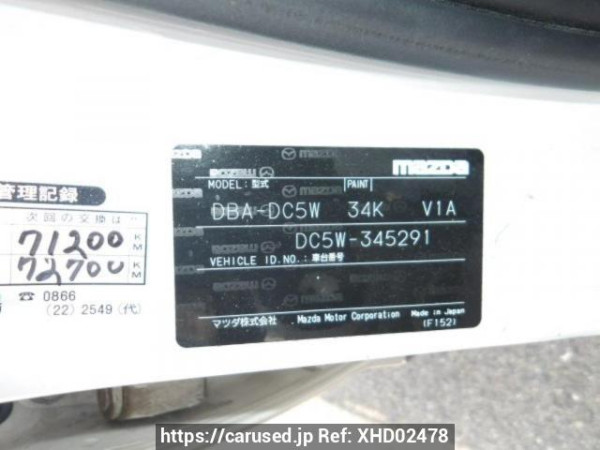 管理記録
次回の交換は
71200 KM
72700 KM
☎ 0866
(22) 2549 (代)
mazda
MODEL: 型式 PAINT
DBA-DC5W 34K V1A
DC5W-345291
VEHICLE ID.NO.: 車台番号
マツダ株式会社 Mazda Motor Corporation Made in Japan
(F152)
https://carused.jp Ref: XHD02478